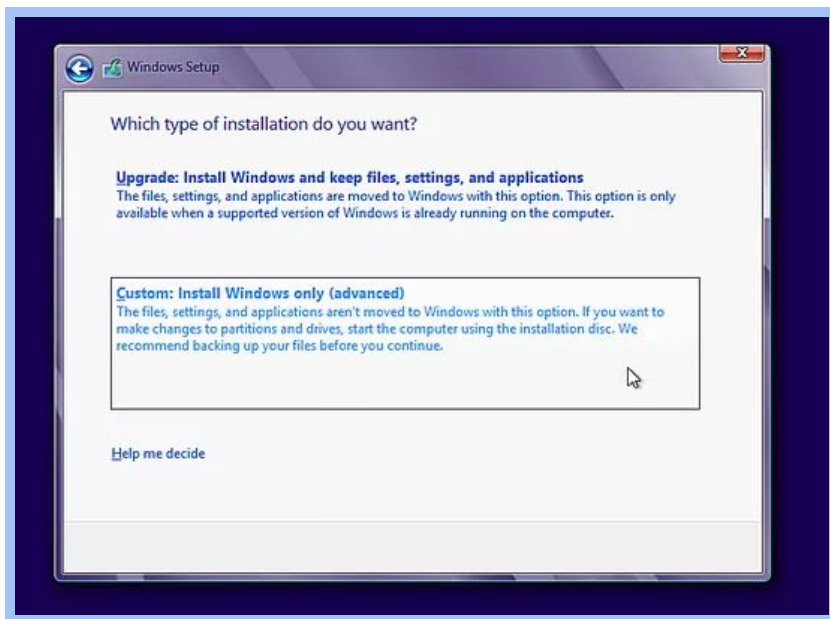 Windows Setup
Which type of installation do you want?
Upgrade: Install Windows and keep files, settings, and applications
The files, settings, and applications are moved to Windows with this option. This option is only
available when a supported version of Windows is already running on the computer.
Custom: Install Windows only (advanced)
The files, settings, and applications aren't moved to Windows with this option. If you want to
make changes to partitions and drives, start the computer using the installation disc. We
recommend backing up your files before you continue.
Help me decide